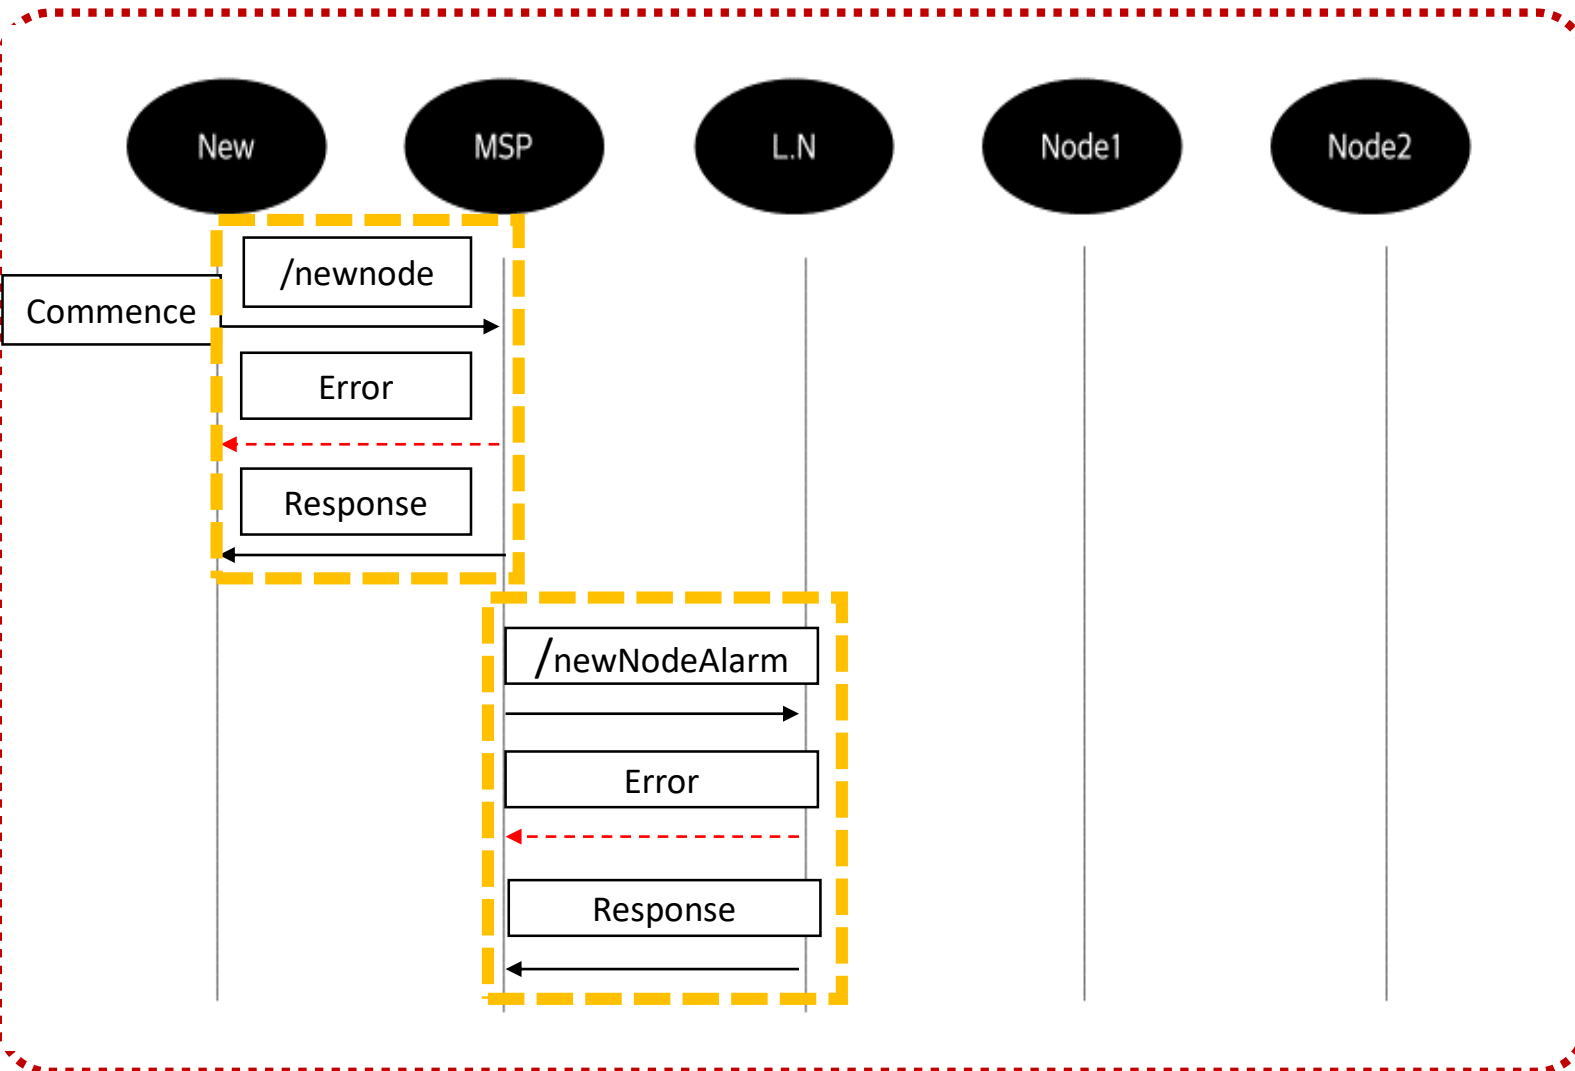 New
MSP
L.N
Node1
Node2
/newnode
Commence
Error
Response
/newNodeAlarm
Error
Response